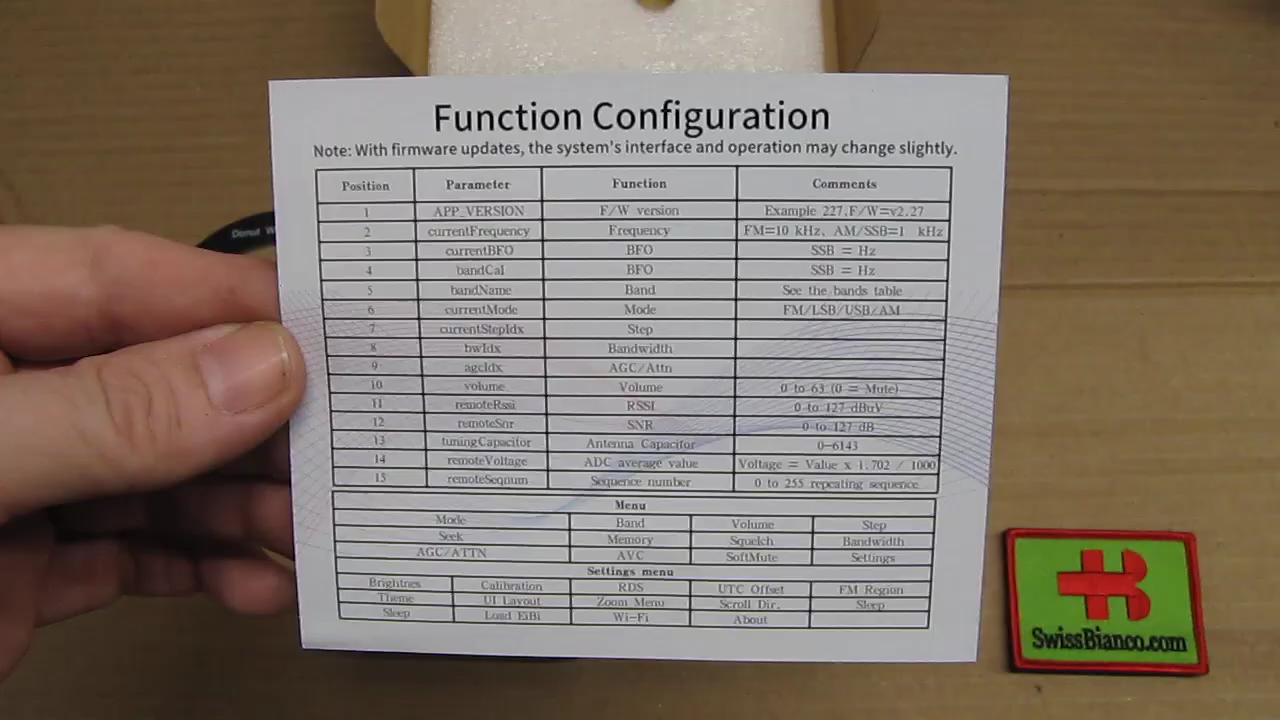 Function Configuration
Note: With firmware updates, the system's interface and operation may change slightly.
Position Parameter Function Comments
1 APP_VERSION F/W version Example 227,F/W=v2.27
2 currentFrequency Frequency FM=10 kHz, AM/SSB=1 kHz
3 currentBFO BFO SSB = Hz
4 bandCal BFO SSB = Hz
5 bandName Band See the bands table
6 currentMode Mode FM/LSB/USB/AM
7 currentStepIdx Step
8 bwIdx Bandwidth
9 agcIdx AGC/Attn
10 volume Volume 0 to 63 (0 = Mute)
11 remoteRssi RSSI 0 to 127 dBuV
12 remoteSnr SNR 0 to 127 dB
13 tuningCapacitor Antenna Capacitor 0-6143
14 remoteVoltage ADC average value Voltage = Value x 1.702 / 1000
15 remoteSeqnum Sequence number 0 to 255 repeating sequence
Menu
Mode Band Volume Step
Seek Memory Squelch Bandwidth
AGC/ATTN AVC SoftMute Settings
Settings menu
Brightnes Calibration RDS UTC Offset FM Region
Theme UI Layout Zoom Menu Scroll Dir. Sleep
Sleep Load EiBi Wi-Fi About
Donut
SwissBianco.com